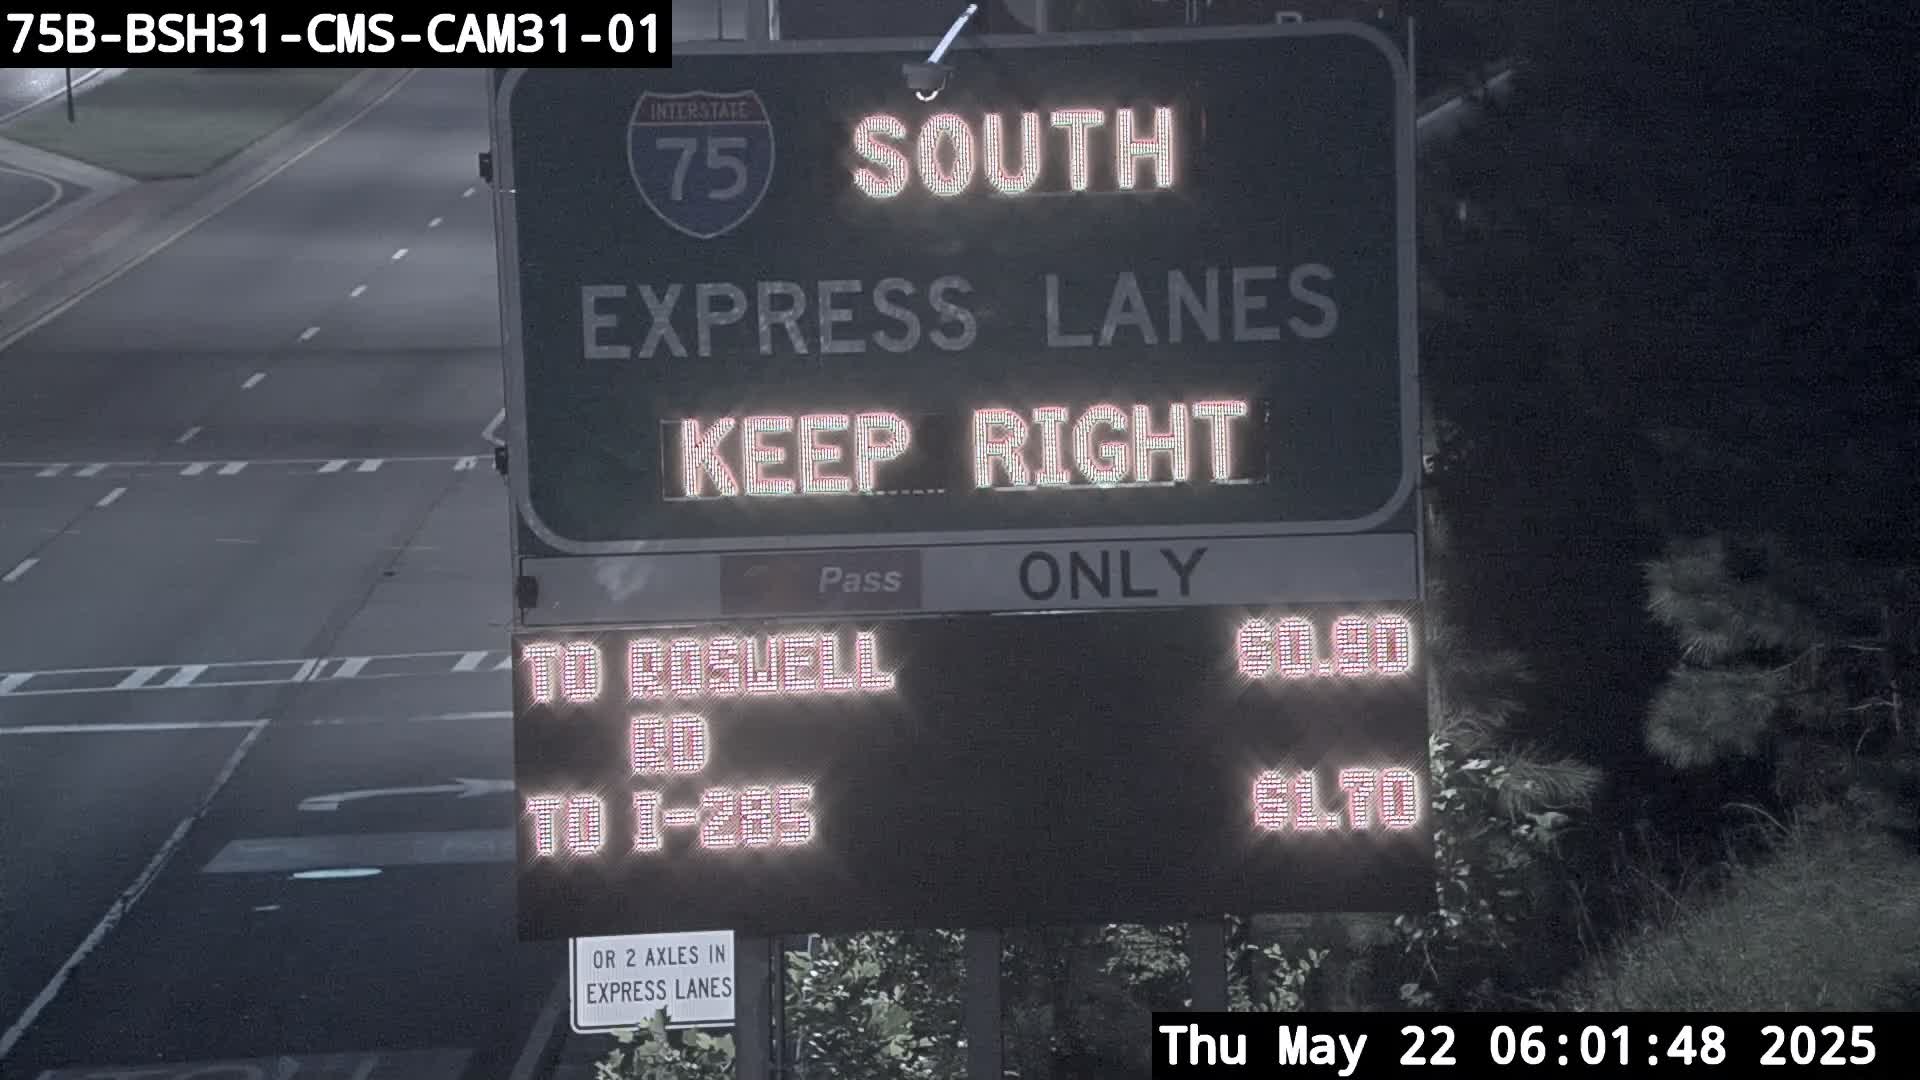 75B-BSH31-CMS-CAM31-01
INTERSTATE
75
SOUTH
EXPRESS LANES
KEEP RIGHT
Pass ONLY
TO ROSWELL $0.90
RD
TO I-285 $1.70
OR 2 AXLES IN
EXPRESS LANES
Thu May 22 06:01:48 2025